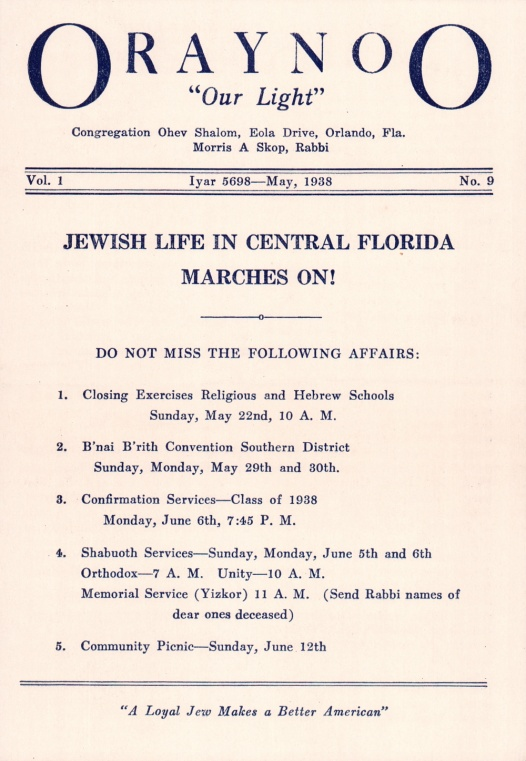 ORAYNOO
"Our Light"
Congregation Ohev Shalom, Eola Drive, Orlando, Fla.
Morris A Skop, Rabbi
Vol. 1 Iyar 5698—May, 1938 No. 9
JEWISH LIFE IN CENTRAL FLORIDA
MARCHES ON!
DO NOT MISS THE FOLLOWING AFFAIRS:
1. Closing Exercises Religious and Hebrew Schools
Sunday, May 22nd, 10 A. M.
2. B'nai B'rith Convention Southern District
Sunday, Monday, May 29th and 30th.
3. Confirmation Services—Class of 1938
Monday, June 6th, 7:45 P. M.
4. Shabuoth Services—Sunday, Monday, June 5th and 6th
Orthodox—7 A. M. Unity—10 A. M.
Memorial Service (Yizkor) 11 A. M. (Send Rabbi names of
dear ones deceased)
5. Community Picnic—Sunday, June 12th
"A Loyal Jew Makes a Better American"